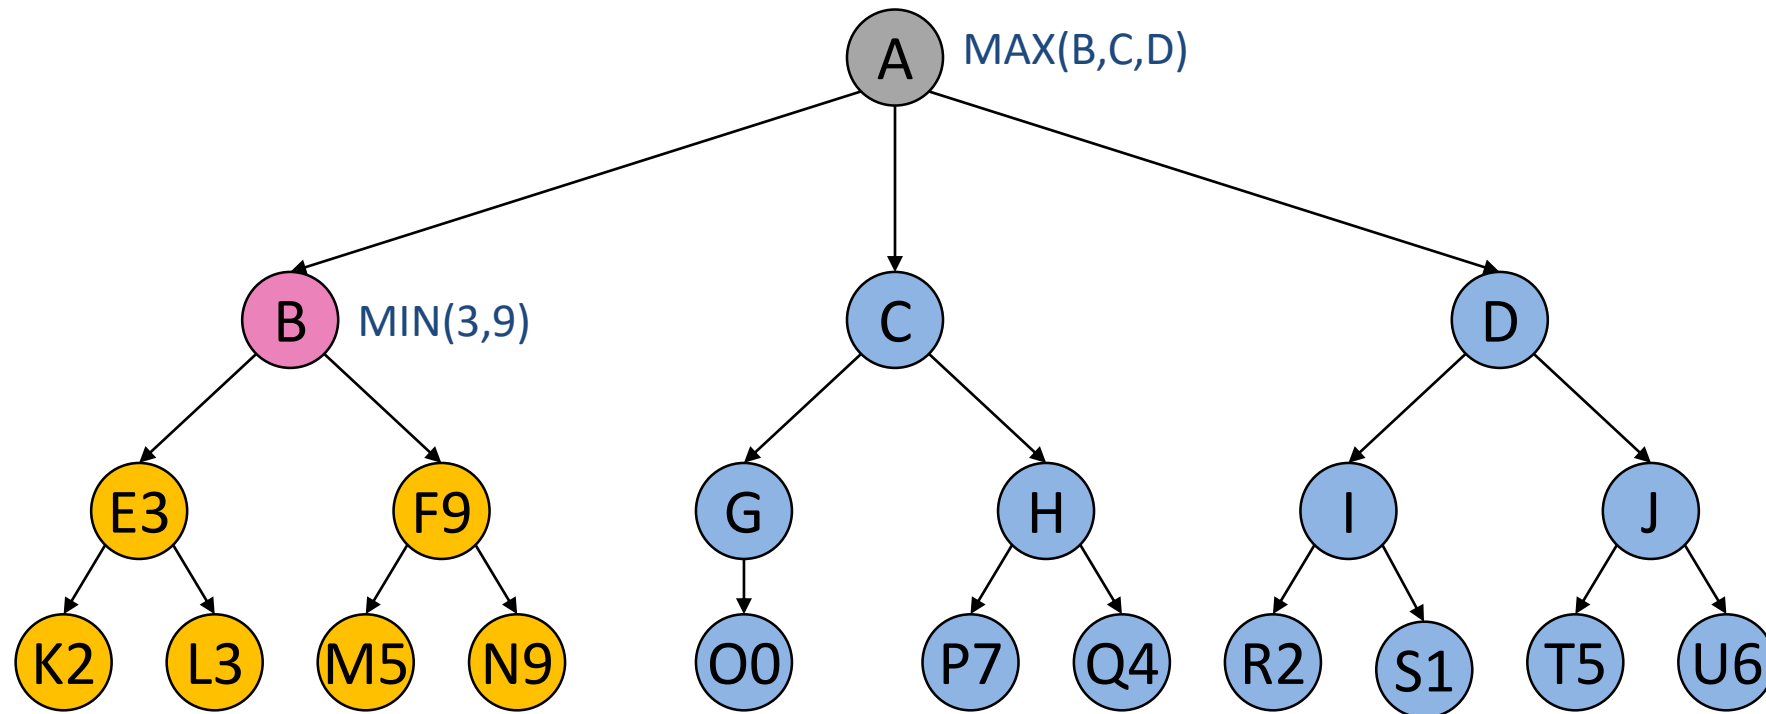 A
MAX(B,C,D)
B
MIN(3,9)
C
D
E3
F9
G
H
I
J
K2
L3
M5
N9
O0
P7
Q4
R2
S1
T5
U6